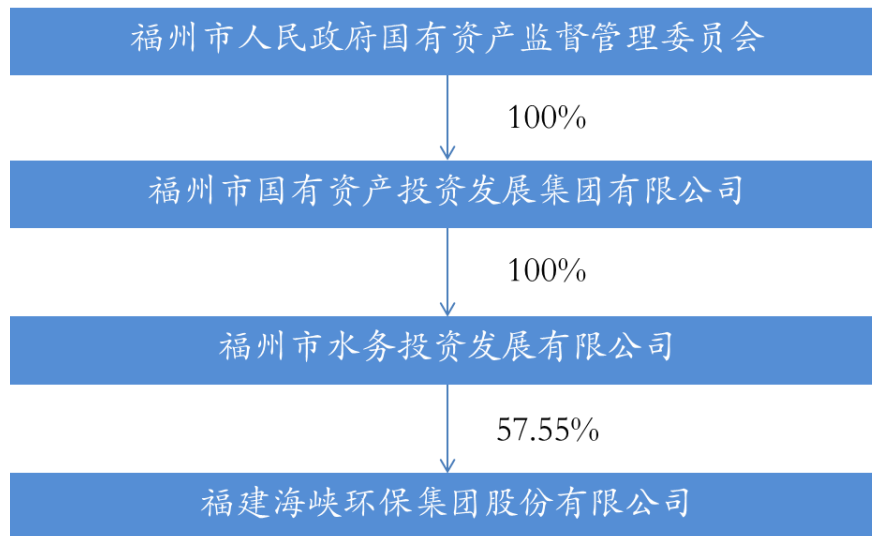 福州市人民政府国有资产监督管理委员会
100%
福州市国有资产投资发展集团有限公司
100%
福州市水务投资发展有限公司
57.55%
福建海峡环保集团股份有限公司